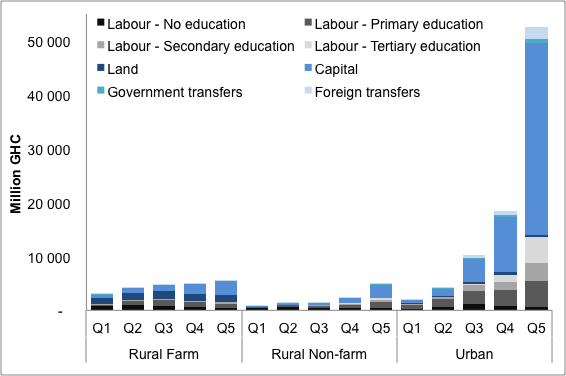 Labour - No education
Labour - Primary education
Labour - Secondary education
Labour - Tertiary education
Land
Capital
Government transfers
Foreign transfers
Million GHC
50 000
40 000
30 000
20 000
10 000
-
Q1 Q2 Q3 Q4 Q5 Q1 Q2 Q3 Q4 Q5 Q1 Q2 Q3 Q4 Q5
Rural Farm Rural Non-farm Urban